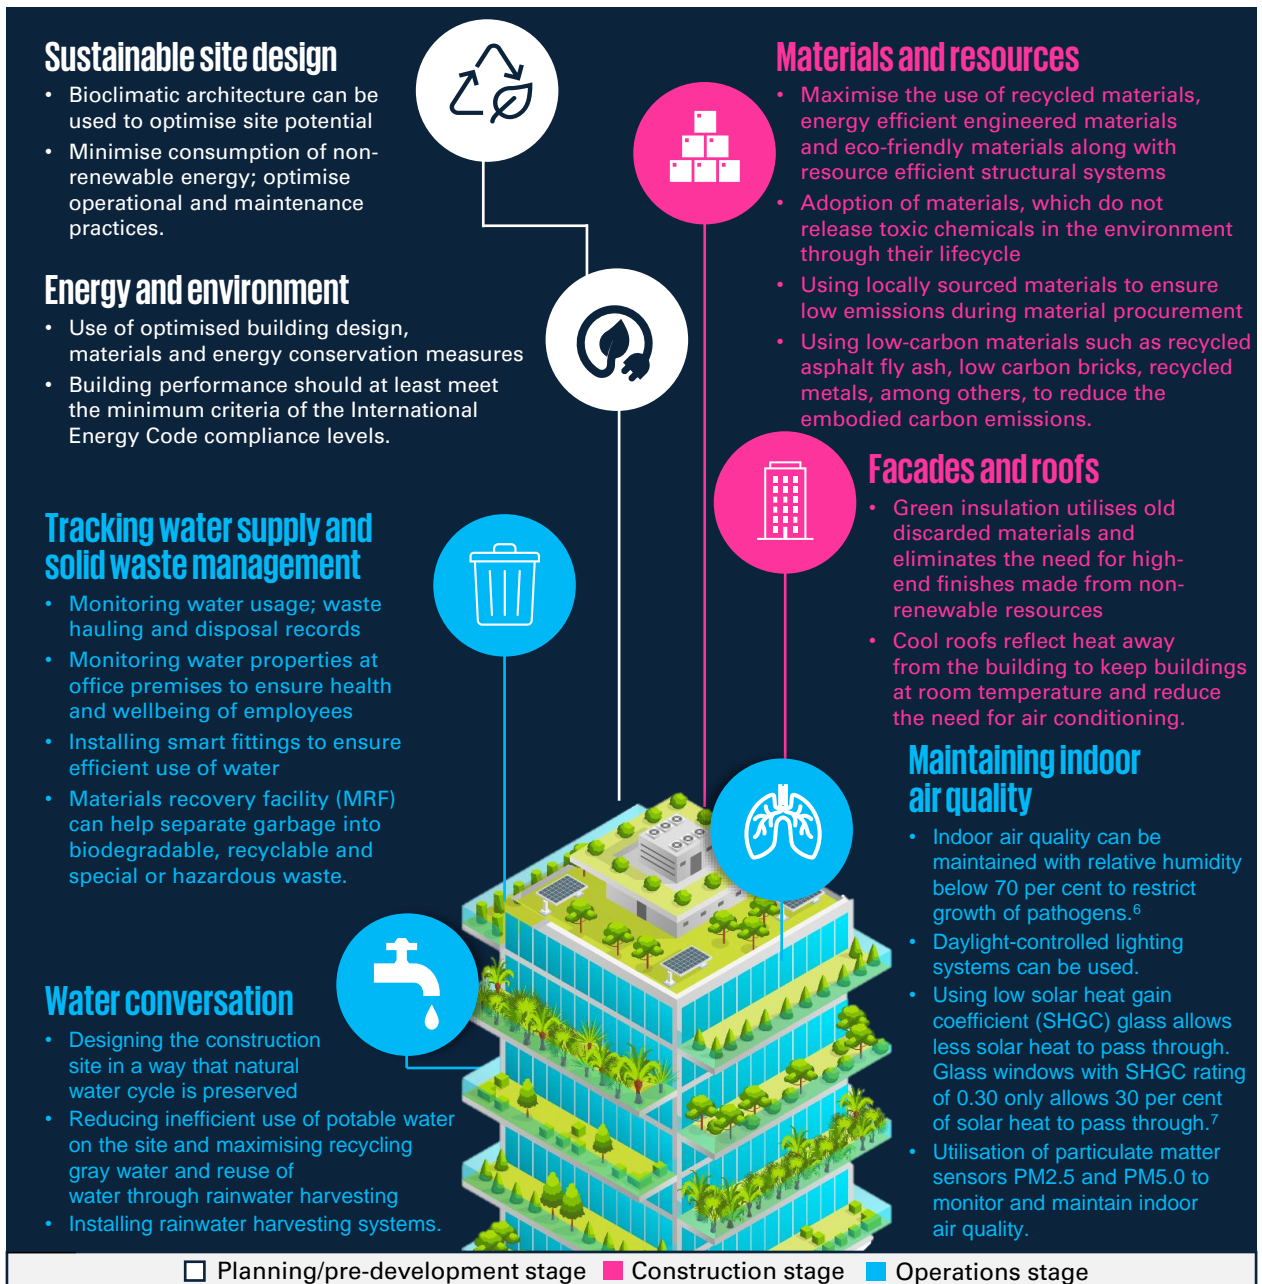 Sustainable site design
• Bioclimatic architecture can be
used to optimise site potential
• Minimise consumption of non-
renewable energy; optimise
operational and maintenance
practices.
Energy and environment
• Use of optimised building design,
materials and energy conservation measures
• Building performance should at least meet
the minimum criteria of the International
Energy Code compliance levels.
Tracking water supply and
solid waste management
• Monitoring water usage; waste
hauling and disposal records
• Monitoring water properties at
office premises to ensure health
and wellbeing of employees
• Installing smart fittings to ensure
efficient use of water
• Materials recovery facility (MRF)
can help separate garbage into
biodegradable, recyclable and
special or hazardous waste.
Water conversation
• Designing the construction
site in a way that natural
water cycle is preserved
• Reducing inefficient use of potable water
on the site and maximising recycling
gray water and reuse of
water through rainwater harvesting
• Installing rainwater harvesting systems.
Materials and resources
• Maximise the use of recycled materials,
energy efficient engineered materials
and eco-friendly materials along with
resource efficient structural systems
• Adoption of materials, which do not
release toxic chemicals in the environment
through their lifecycle
• Using locally sourced materials to ensure
low emissions during material procurement
• Using low-carbon materials such as recycled
asphalt fly ash, low carbon bricks, recycled
metals, among others, to reduce the
embodied carbon emissions.
Facades and roofs
• Green insulation utilises old
discarded materials and
eliminates the need for high-
end finishes made from non-
renewable resources
• Cool roofs reflect heat away
from the building to keep buildings
at room temperature and reduce
the need for air conditioning.
Maintaining indoor
air quality
• Indoor air quality can be
maintained with relative humidity
below 70 per cent to restrict
growth of pathogens.6
• Daylight-controlled lighting
systems can be used.
• Using low solar heat gain
coefficient (SHGC) glass allows
less solar heat to pass through.
Glass windows with SHGC rating
of 0.30 only allows 30 per cent
of solar heat to pass through.7
• Utilisation of particulate matter
sensors PM2.5 and PM5.0 to
monitor and maintain indoor
air quality.
Planning/pre-development stage Construction stage Operations stage